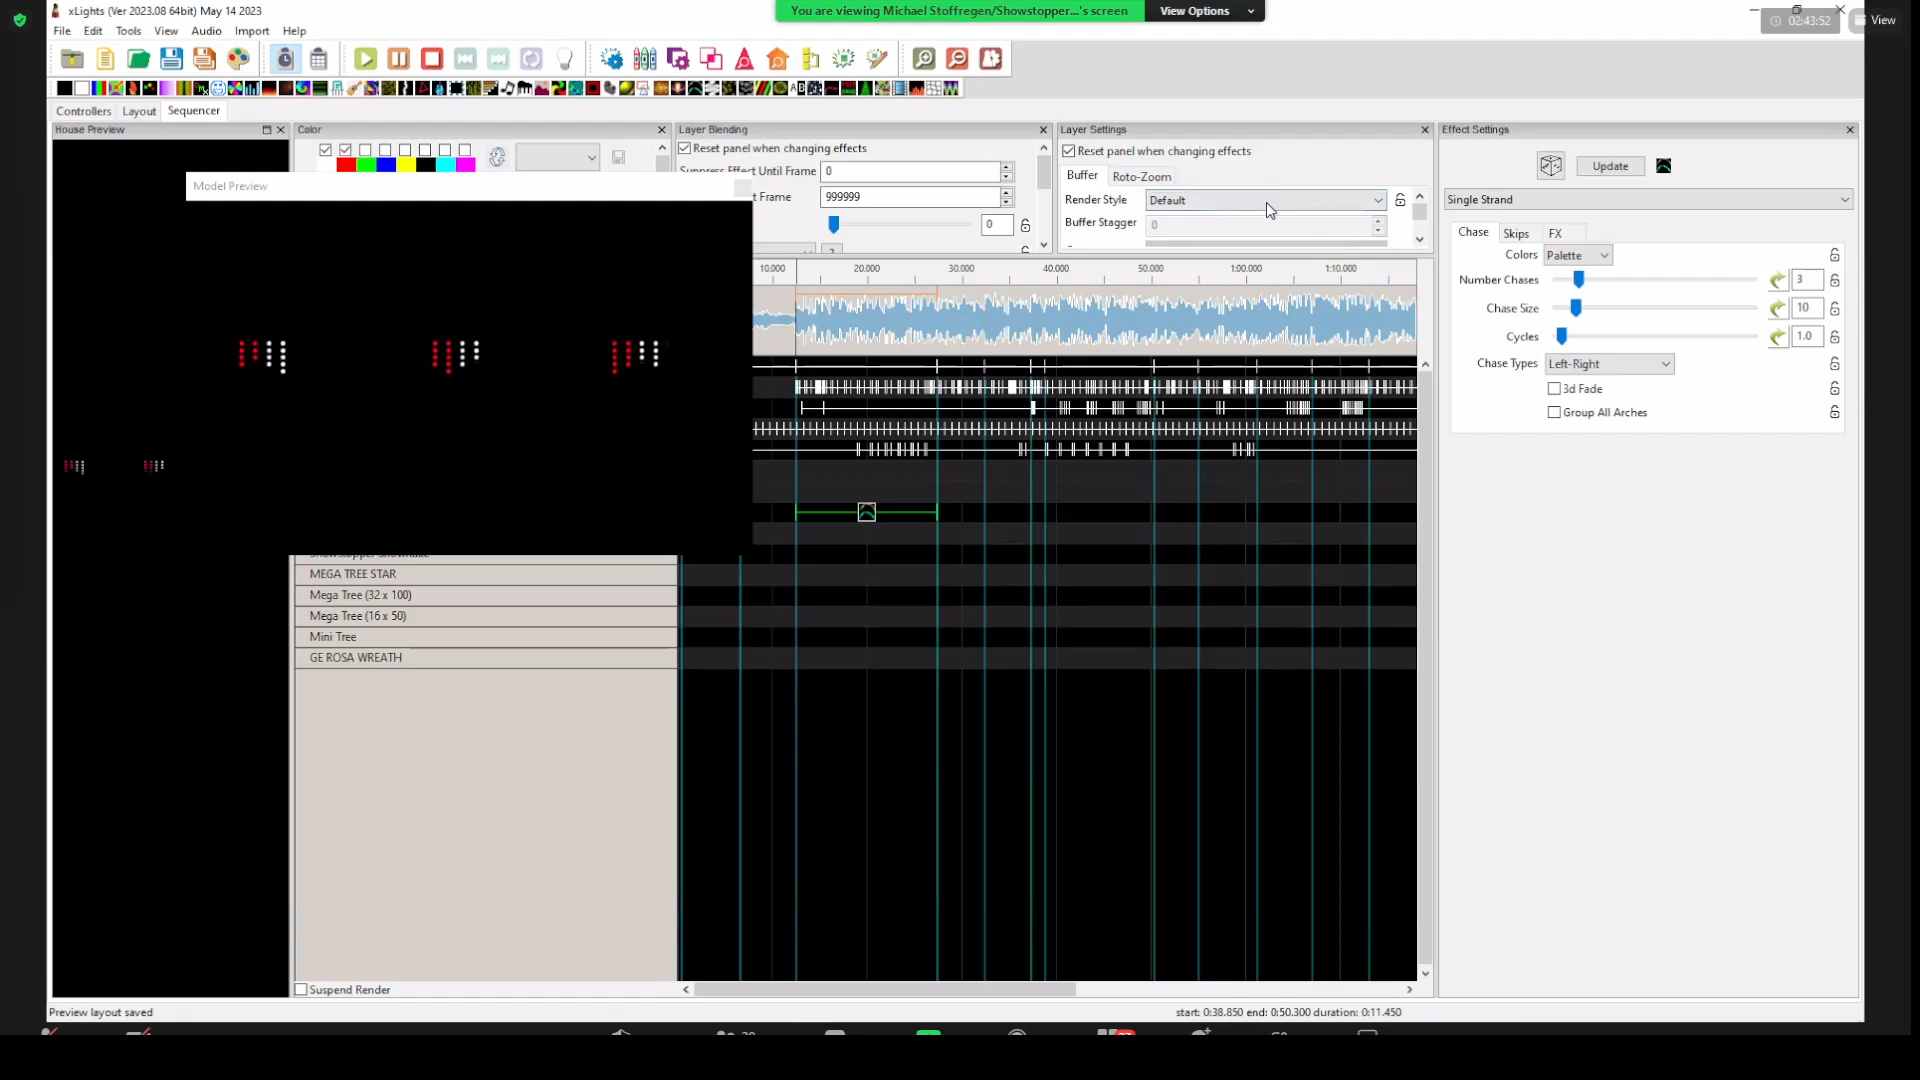 xLights (Ver 2023.08 64bit) May 14 2023
You are viewing Michael Stoffregen/Showstopper...'s screen
View Options
02:43:52
View
File Edit Tools View Audio Import Help
Controllers Layout Sequencer
House Preview
Color
Layer Blending
Layer Settings
Effect Settings
Reset panel when changing effects
Reset panel when changing effects
Update
Suppress Effect Until Frame 0
Buffer Roto-Zoom
Model Preview
t Frame 999999
Render Style Default
Single Strand
0
Buffer Stagger 0
Chase Skips FX
Colors Palette
10.000 20.000 30.000 40.000 50.000 1:00.000 1:10.000
Number Chases 3
Chase Size 10
Cycles 1.0
Chase Types Left-Right
3d Fade
Group All Arches
MEGA TREE STAR
Mega Tree (32 x 100)
Mega Tree (16 x 50)
Mini Tree
GE ROSA WREATH
Suspend Render
Preview layout saved
start: 0:38.850 end: 0:50.300 duration: 0:11.450